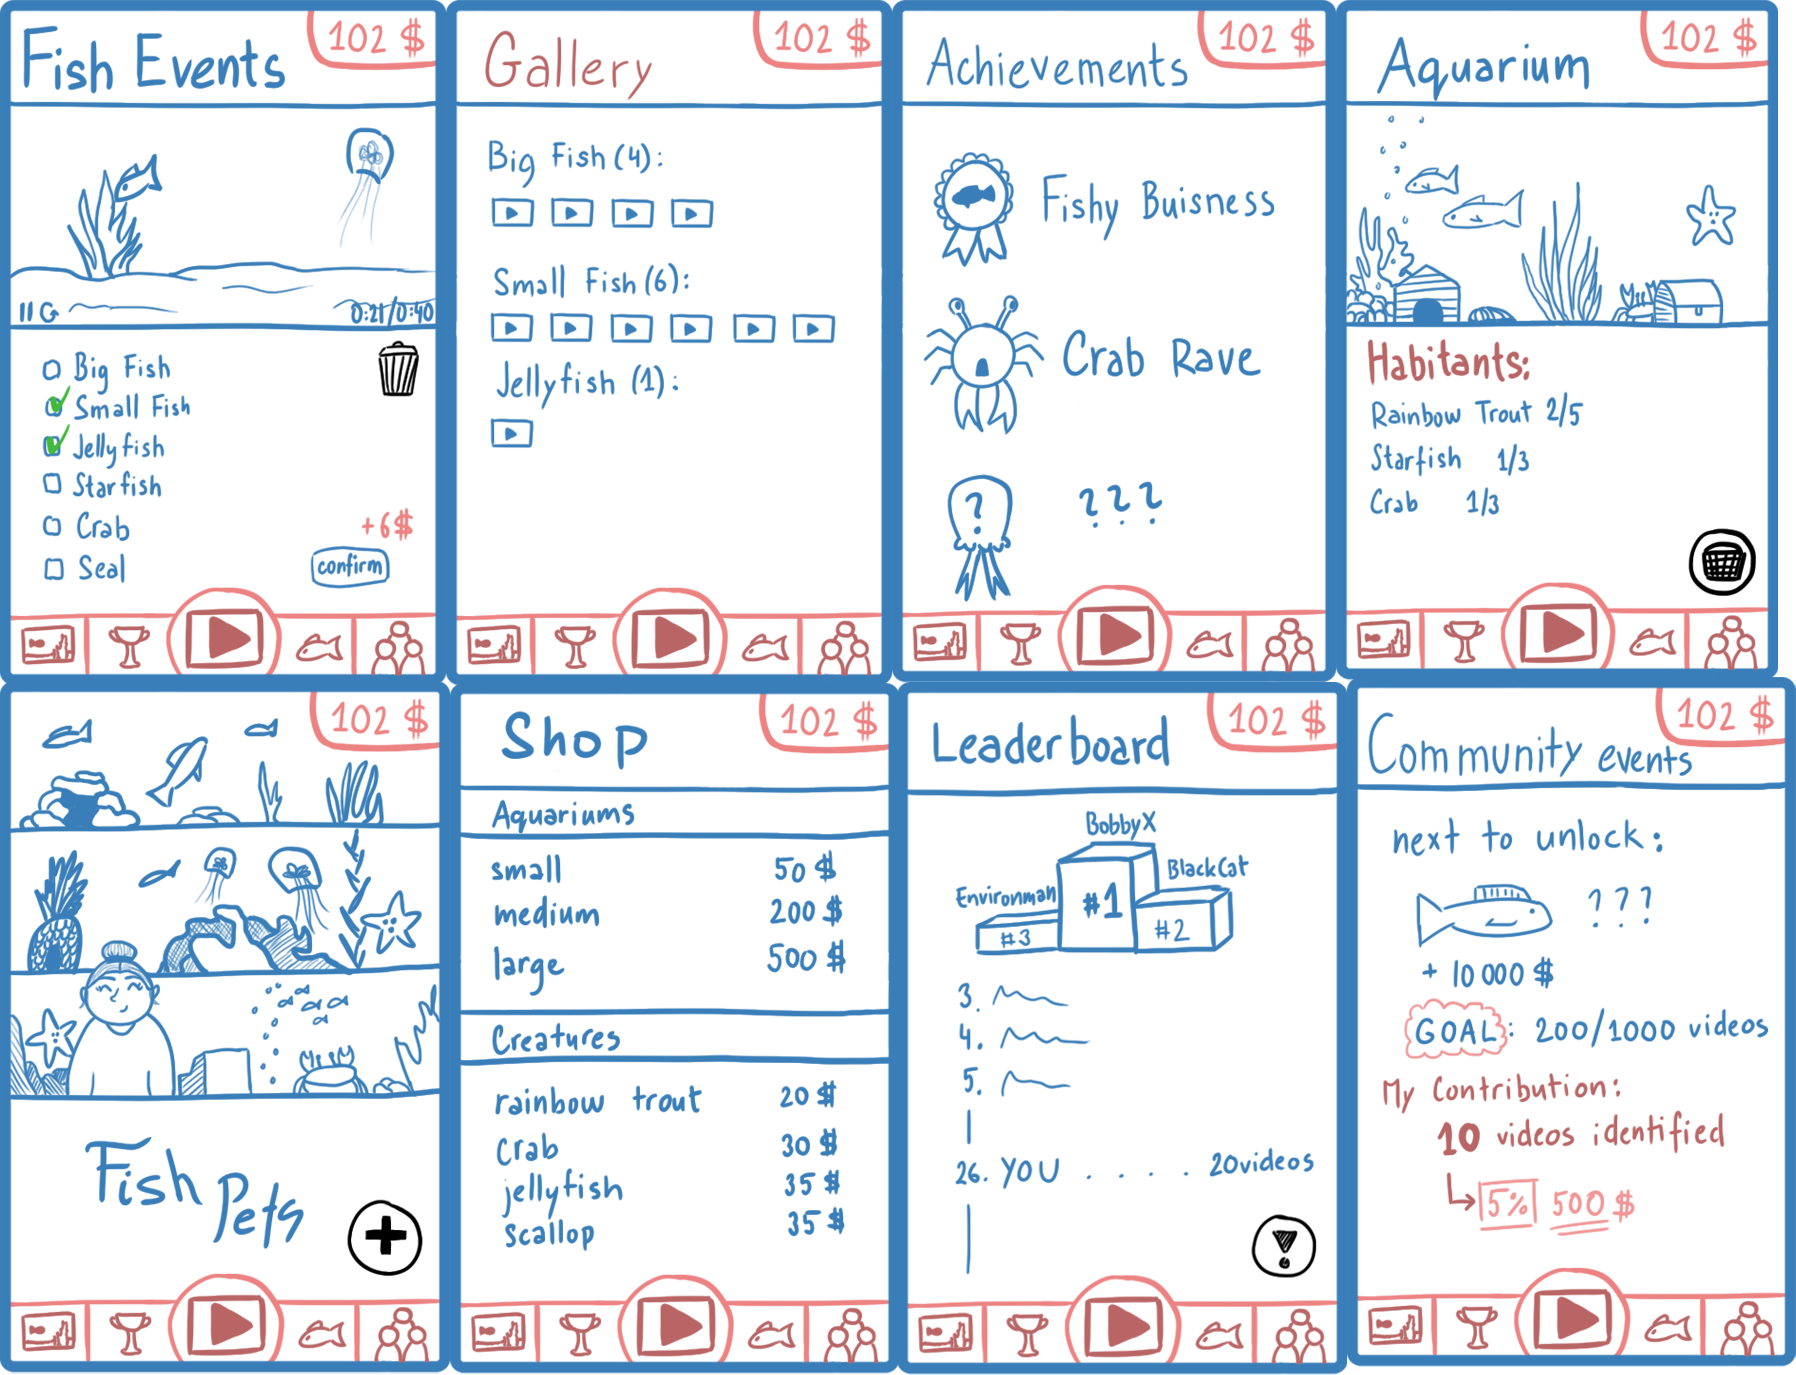 Fish Events
102 $
0:21/0:40
Big Fish
Small Fish
Jellyfish
Starfish
Crab
Seal
+6$
confirm
Gallery
102 $
Big Fish (4):
Small Fish (6):
Jellyfish (1):
Achievements
102 $
Fishy Buisness
Crab Rave
?
? ? ?
Aquarium
102 $
Habitants:
Rainbow Trout 2/5
Starfish 1/3
Crab 1/3
102 $
Fish
Pets
Shop
102 $
Aquariums
small 50 $
medium 200 $
large 500 $
Creatures
rainbow trout 20 $
Crab 30 $
jellyfish 35 $
scallop 35 $
Leaderboard
102 $
BobbyX
BlackCat
Environman
#1
#2
#3
3.
4.
5.
26. YOU . . . . 20videos
Community events
102 $
next to unlock:
? ? ?
+ 10 000 $
GOAL: 200/1000 videos
My Contribution:
10 videos identified
5% 500 $